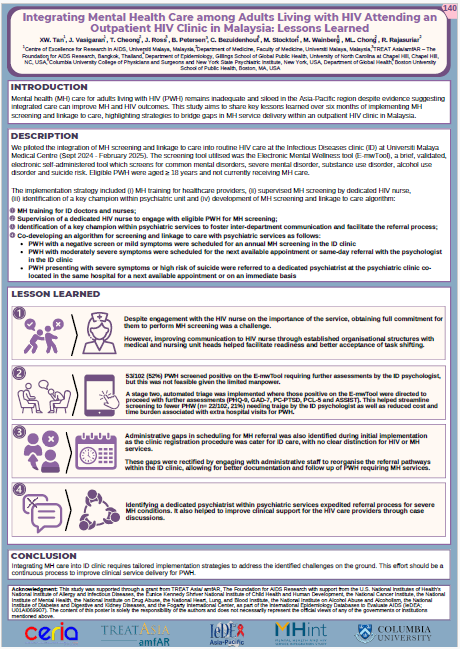 140
Integrating Mental Health Care among Adults Living with HIV Attending an
Outpatient HIV Clinic in Malaysia: Lessons Learned
XW. Tan, J. Vasigaran, T. Cheong, J. Ross, B. Petersen, C. Bezuidenhout, M. Stockton, M. Wainberg, ML. Chong, R. Rajasuriar
Centre of Excellence for Research in AIDS, Universiti Malaya, Malaysia, Department of Medicine, Faculty of Medicine, Universiti Malaya, Malaysia, TREAT Asia/amfAR – The
Foundation for AIDS Research, Bangkok, Thailand, Department of Epidemiology, Gillings School of Global Public Health, University of North Carolina at Chapel Hill, Chapel Hill,
NC, USA, Columbia University College of Physicians and Surgeons and New York State Psychiatric Institute, New York, USA, Department of Global Health, Boston University
School of Public Health, Boston, MA, USA
INTRODUCTION
Mental health (MH) care for adults living with HIV (PWH) remains inadequate and siloed in the Asia-Pacific region despite evidence suggesting
integrated care can improve MH and HIV outcomes. This study aims to share key lessons learned over six months of implementing MH
screening and linkage to care, highlighting strategies to bridge gaps in MH service delivery within an outpatient HIV clinic in Malaysia.
DESCRIPTION
We piloted the integration of MH screening and linkage to care into routine HIV care at the Infectious Diseases clinic (ID) at Universiti Malaya
Medical Centre (Sept 2024 - February 2025). The screening tool utilised was the Electronic Mental Wellness tool (E-mwTool), a brief, validated,
electronic self-administered tool which screens for common mental disorders, severe mental disorder, substance use disorder, alcohol use
disorder and suicide risk. Eligible PWH were aged ≥ 18 years and not currently receiving MH care.
The implementation strategy included (i) MH training for healthcare providers, (ii) supervised MH screening by dedicated HIV nurse,
(iii) identification of a key champion within psychiatric unit and (iv) development of MH screening and linkage to care algorithm:
MH training for ID doctors and nurses;
Supervision of a dedicated HIV nurse to engage with eligible PWH for MH screening;
Identification of a key champion within psychiatric services to foster inter-department communication and facilitate the referral process;
Co-developing an algorithm for screening and linkage to care with psychiatric services as follows:
• PWH with a negative screen or mild symptoms were scheduled for an annual MH screening in the ID clinic
• PWH with moderately severe symptoms were scheduled for the next available appointment or same-day referral with the psychologist
in the ID clinic
• PWH presenting with severe symptoms or high risk of suicide were referred to a dedicated psychiatrist at the psychiatric clinic co-
located in the same hospital for a next available appointment or on an immediate basis
LESSON LEARNED
1
Despite engagement with the HIV nurse on the importance of the service, obtaining full commitment for
them to perform MH screening was a challenge.
However, improving communication to HIV nurse through established organisational structures with
medical and nursing unit heads helped facilitate readiness and better acceptance of task shifting.
2
53/102 (52%) PWH screened positive on the E-mwTool requiring further assessments by the ID psychologist,
but this was not feasible given the limited manpower.
A stage two, automated triage was implemented where those positive on the E-mwTool were directed to
proceed with further assessments (PHQ-9, GAD-7, PC-PTSD, PCL-5 and ASSIST). This helped streamline
screening to fewer PHW (n= 22/102, 21%) needing triage by the ID psychologist as well as reduced cost and
time burden associated with extra hospital visits for PWH.
3
Administrative gaps in scheduling for MH referral was also identified during initial implementation
as the clinic registration procedure was cater for ID care, with no clear distinction for HIV or MH
services.
These gaps were rectified by engaging with administrative staff to reorganise the referral pathways
within the ID clinic, allowing for better documentation and follow up of PWH requiring MH services.
4
Identifying a dedicated psychiatrist within psychiatric services expedited referral process for severe
MH conditions. It also helped to improve clinical support for the HIV care providers through case
discussions.
CONCLUSION
Integrating MH care into ID clinic requires tailored implementation strategies to address the identified challenges on the ground. This effort should be a
continuous process to improve clinical service delivery for PWH.
Acknowledgment: This study was supported through a grant from TREAT Asia/ amfAR, The Foundation for AIDS Research with support from the U.S. National Institutes of Health's
National Institute of Allergy and Infectious Diseases, the Eunice Kennedy Shriver National Institute of Child Health and Human Development, the National Cancer Institute, the National
Institute of Mental Health, the National Institute on Drug Abuse, the National Heart, Lung, and Blood Institute, the National Institute on Alcohol Abuse and Alcoholism, the National
Institute of Diabetes and Digestive and Kidney Diseases, and the Fogarty International Center, as part of the International Epidemiology Databases to Evaluate AIDS (IeDEA;
U01AI069907). The content of this poster is solely the responsibility of the authors and does not necessarily represent the official views of any of the governments or institutions
mentioned above.
ceria
TREAT ASIA
amfAR
IeDEA
Asia-Pacific
MHint
COLUMBIA
UNIVERSITY